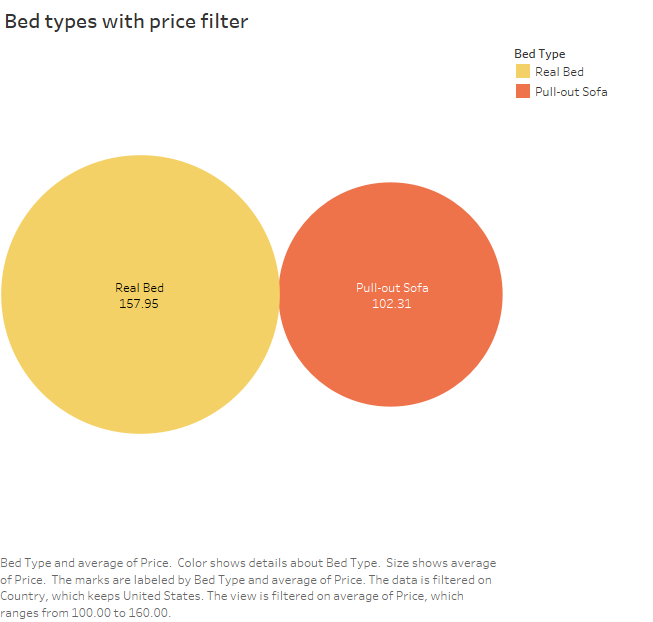 Bed types with price filter
Bed Type
Real Bed
Pull-out Sofa
Real Bed
157.95
Pull-out Sofa
102.31
Bed Type and average of Price.  Color shows details about Bed Type.  Size shows average
of Price.  The marks are labeled by Bed Type and average of Price. The data is filtered on
Country, which keeps United States. The view is filtered on average of Price, which
ranges from 100.00 to 160.00.